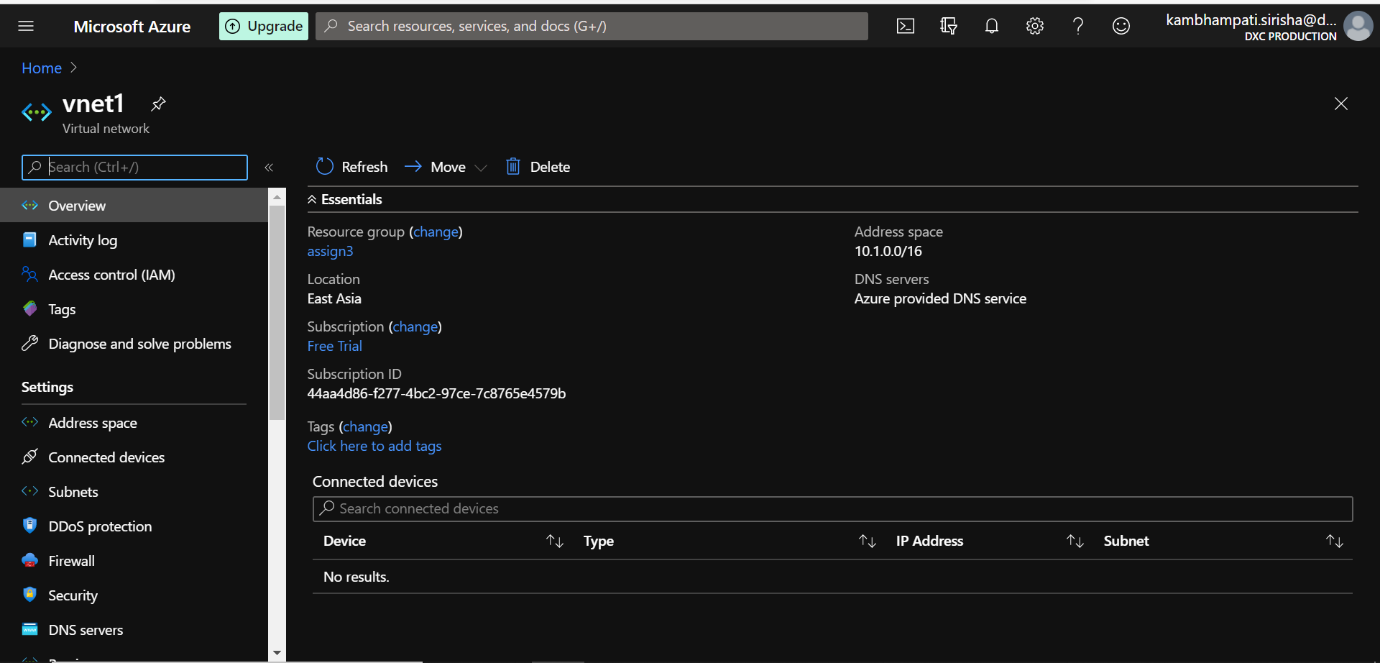 Microsoft Azure
Upgrade
Search resources, services, and docs (G+/)
kambhampati.sirisha@d...
DXC PRODUCTION
Home >
vnet1
Virtual network
Search (Ctrl+/)
«
Refresh
Move
Delete
Overview
Activity log
Access control (IAM)
Tags
Diagnose and solve problems
Settings
Address space
Connected devices
Subnets
DDoS protection
Firewall
Security
DNS servers
Essentials
Resource group (change)
assign3
Location
East Asia
Subscription (change)
Free Trial
Subscription ID
44aa4d86-f277-4bc2-97ce-7c8765e4579b
Tags (change)
Click here to add tags
Address space
10.1.0.0/16
DNS servers
Azure provided DNS service
Connected devices
Search connected devices
Device Type IP Address Subnet
No results.